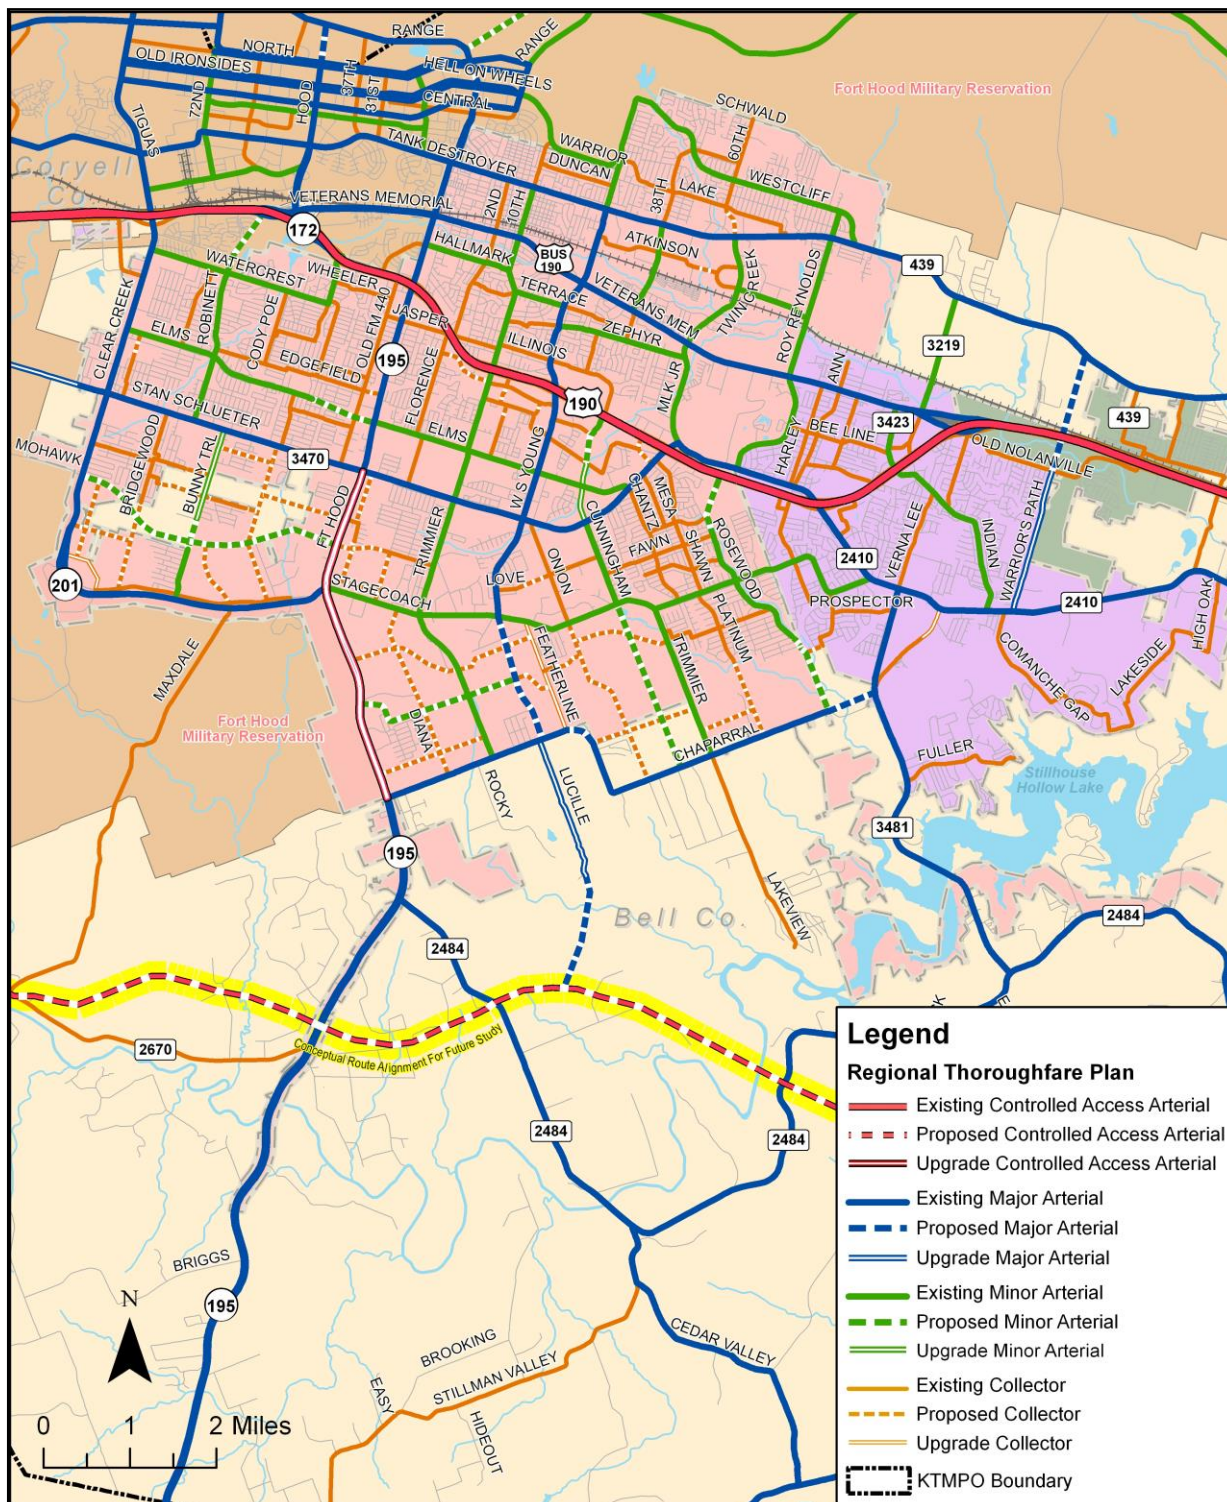 RANGE
RANGE
NORTH
OLD IRONSIDES
37TH
31ST
HELL ON WHEELS
72ND
HOOD
CENTRAL
TIGUAS
Fort Hood Military Reservation
SCHWALD
60TH
WARRIOR
DUNCAN
TANK DESTROYER
Coryell
Co
LAKE
WESTCLIFF
38TH
VETERANS MEMORIAL
2ND
10TH
172
ATKINSON
HALLMARK
BUS
190
439
WATERCREST
WHEELER
ROBINETT
CODY POE
OLD FM 440
TERRACE
VETERANS MEM
TWIN CREEK
ROY REYNOLDS
JASPER
ZEPHYR
3219
ELMS
ILLINOIS
CLEAR CREEK
EDGEFIELD
195
FLORENCE
MLK JR
ANN
STAN SCHLUETER
190
3423
439
ELMS
BEE LINE
MOHAWK
BRIDGEWOOD
BUNNY TRL
3470
W S YOUNG
HARLEY
OLD NOLANVILLE
FT HOOD
CHANTZ
MESA
TRIMMIER
CUNNINGHAM
ROSEWOOD
INDIAN
WARRIOR'S PATH
FAWN
SHAWN
VERNA LEE
ONION
2410
201
LOVE
STAGECOACH
PROSPECTOR
2410
HIGH OAK
PLATINUM
FEATHERLINE
TRIMMIER
MAXDALE
COMANCHE GAP
LAKESIDE
Fort Hood
Military Reservation
DIANA
CHAPARRAL
FULLER
ROCKY
LUCILLE
Stillhouse
Hollow Lake
3481
195
LAKEVIEW
Bell Co.
2484
2484
2670
Conceptual Route Alignment For Future Study
2484
2484
BRIGGS
N
195
CEDAR VALLEY
BROOKING
STILLMAN VALLEY
EASY
HIDEOUT
0 1 2 Miles
Legend
Regional Thoroughfare Plan
Existing Controlled Access Arterial
Proposed Controlled Access Arterial
Upgrade Controlled Access Arterial
Existing Major Arterial
Proposed Major Arterial
Upgrade Major Arterial
Existing Minor Arterial
Proposed Minor Arterial
Upgrade Minor Arterial
Existing Collector
Proposed Collector
Upgrade Collector
KTMPO Boundary